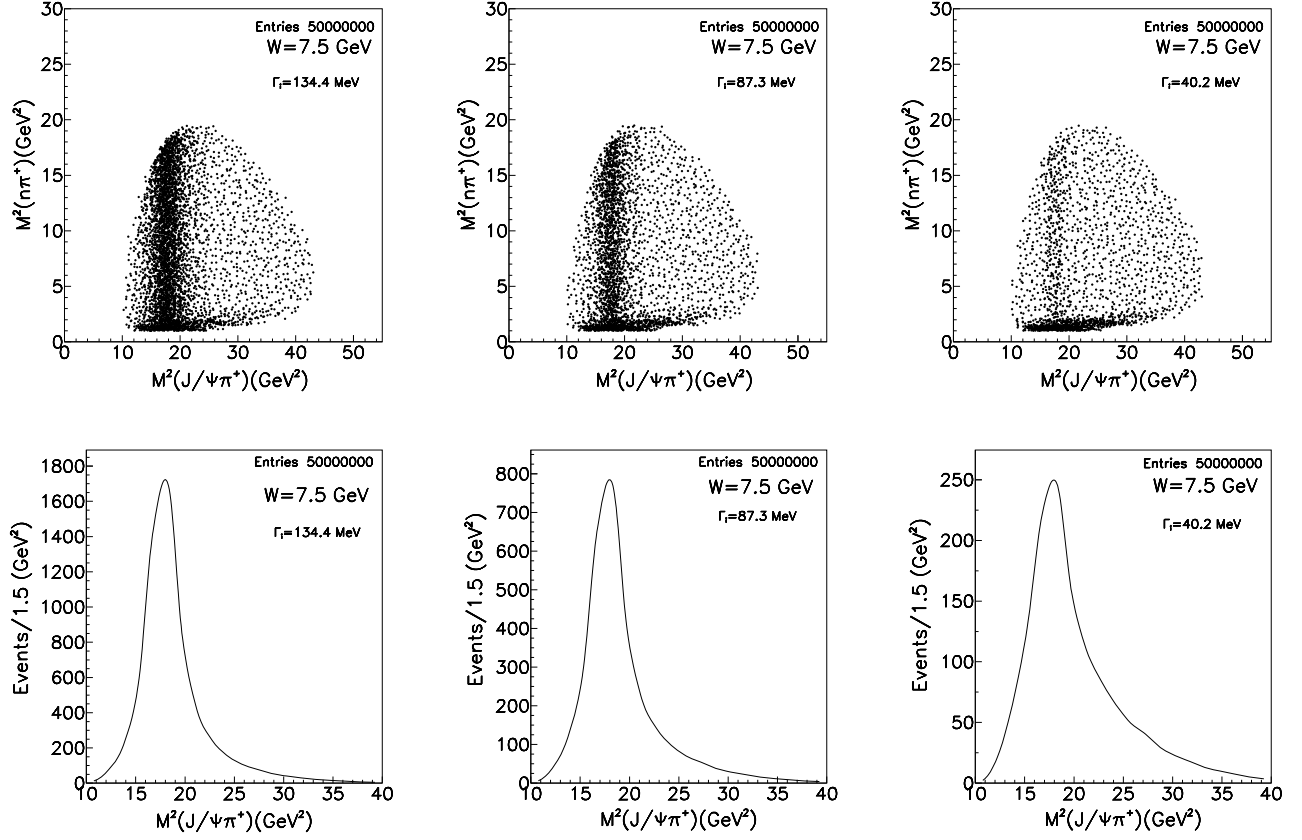 30
25
20
15
10
5
0
M²(nπ⁺)(GeV²)
Entries 50000000
W=7.5 GeV
Γ₁=134.4 MeV
0 10 20 30 40 50
M²(J/Ψπ⁺)(GeV²)
30
25
20
15
10
5
0
M²(nπ⁺)(GeV²)
Entries 50000000
W=7.5 GeV
Γ₁=87.3 MeV
0 10 20 30 40 50
M²(J/Ψπ⁺)(GeV²)
30
25
20
15
10
5
0
M²(nπ⁺)(GeV²)
Entries 50000000
W=7.5 GeV
Γ₁=40.2 MeV
0 10 20 30 40 50
M²(J/Ψπ⁺)(GeV²)
1800
1600
1400
1200
1000
800
600
400
200
0
Events/1.5 (GeV²)
Entries 50000000
W=7.5 GeV
Γ₁=134.4 MeV
10 15 20 25 30 35 40
M²(J/Ψπ⁺)(GeV²)
800
700
600
500
400
300
200
100
0
Events/1.5 (GeV²)
Entries 50000000
W=7.5 GeV
Γ₁=87.3 MeV
10 15 20 25 30 35 40
M²(J/Ψπ⁺)(GeV²)
250
200
150
100
50
0
Events/1.5 (GeV²)
Entries 50000000
W=7.5 GeV
Γ₁=40.2 MeV
10 15 20 25 30 35 40
M²(J/Ψπ⁺)(GeV²)